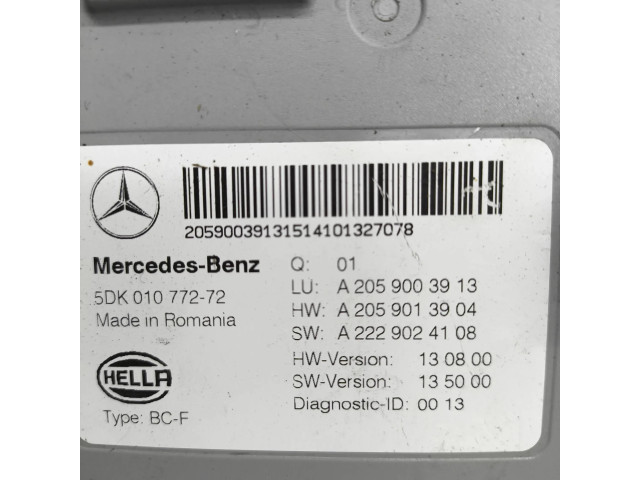 20590039131514101327078
Mercedes-Benz
Q: 01
5DK 010 772-72
LU: A 205 900 39 13
Made in Romania
HW: A 205 901 39 04
SW: A 222 902 41 08
HELLA
HW-Version: 13 08 00
SW-Version: 13 50 00
Type: BC-F
Diagnostic-ID: 00 13